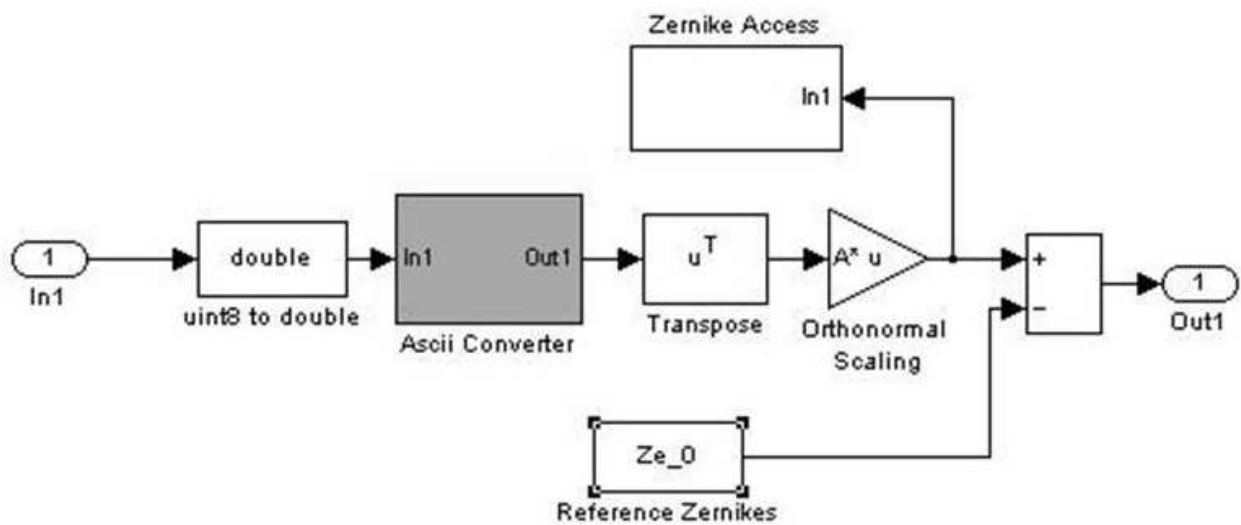 Zernike Access
In1
1
In1
double
uint8 to double
In1
Out1
Ascii Converter
u^T
Transpose
A* u
Orthonormal
Scaling
+
−
1
Out1
Ze_0
Reference Zernikes